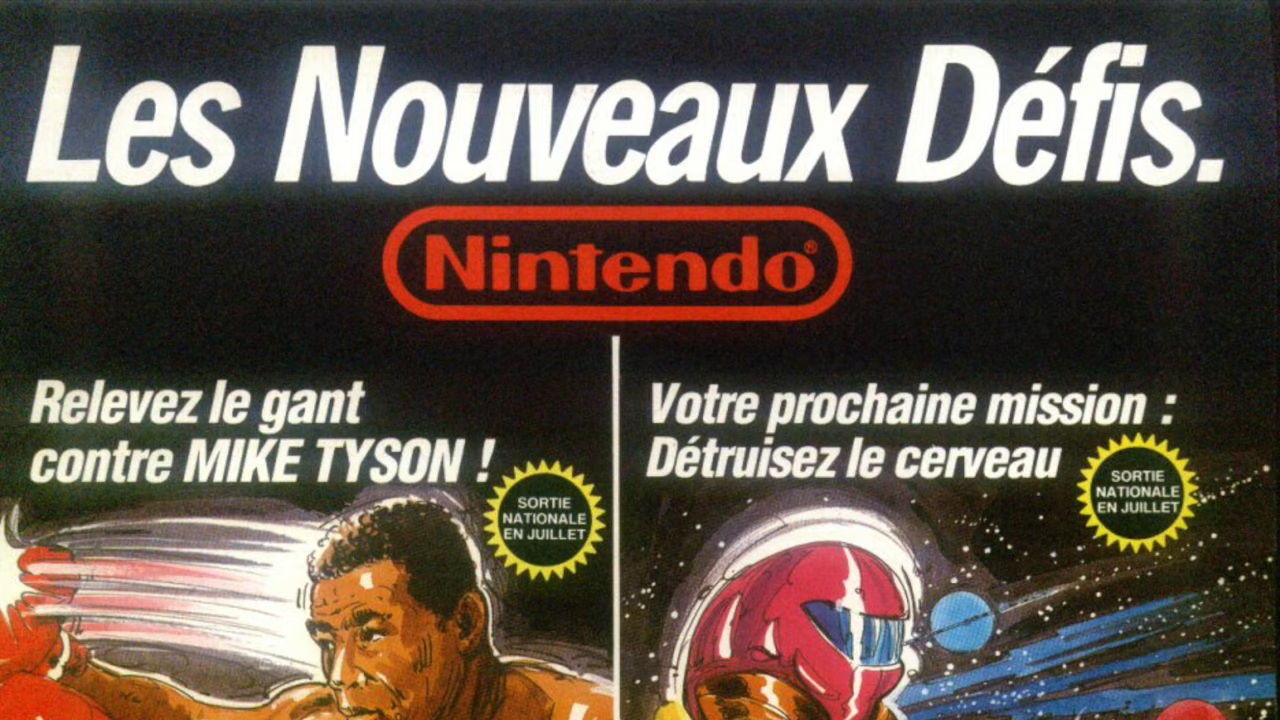 Les Nouveaux Défis.
Nintendo®
Relevez le gant
contre MIKE TYSON !
SORTIE
NATIONALE
EN JUILLET
Votre prochaine mission :
Détruisez le cerveau
SORTIE
NATIONALE
EN JUILLET